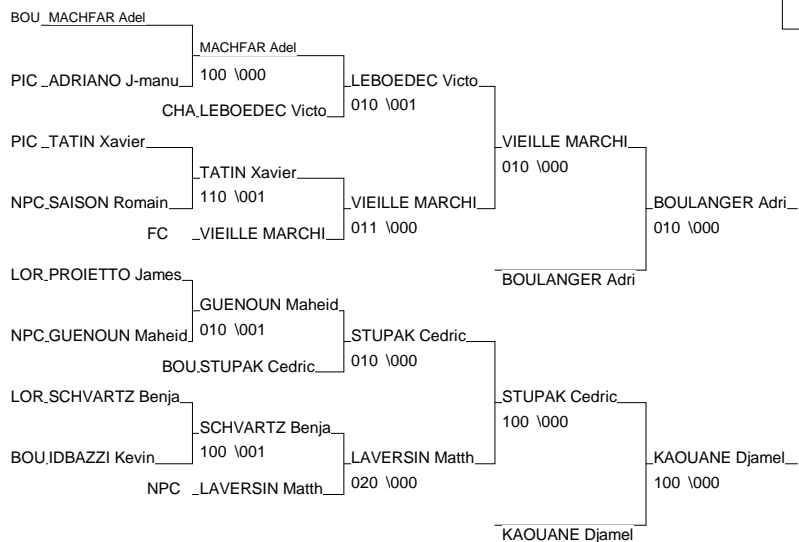 BOU MACHFAR Adel
MACHFAR Adel
PIC ADRIANO J-manu
100 \000
LEBOEDEC Victo
CHA LEBOEDEC Victo
010 \001
PIC TATIN Xavier
VIEILLE MARCHI
TATIN Xavier
010 \000
NPC SAISON Romain
110 \001
VIEILLE MARCHI
BOULANGER Adri
FC VIEILLE MARCHI
011 \000
010 \000
LOR PROIETTO James
BOULANGER Adri
GUENOUN Maheid
NPC GUENOUN Maheid
010 \001
STUPAK Cedric
BOU STUPAK Cedric
010 \000
LOR SCHVARTZ Benja
STUPAK Cedric
SCHVARTZ Benja
100 \000
BOU IDBAZZI Kevin
100 \001
LAVERSIN Matth
KAOUANE Djamel
NPC LAVERSIN Matth
020 \000
100 \000
KAOUANE Djamel